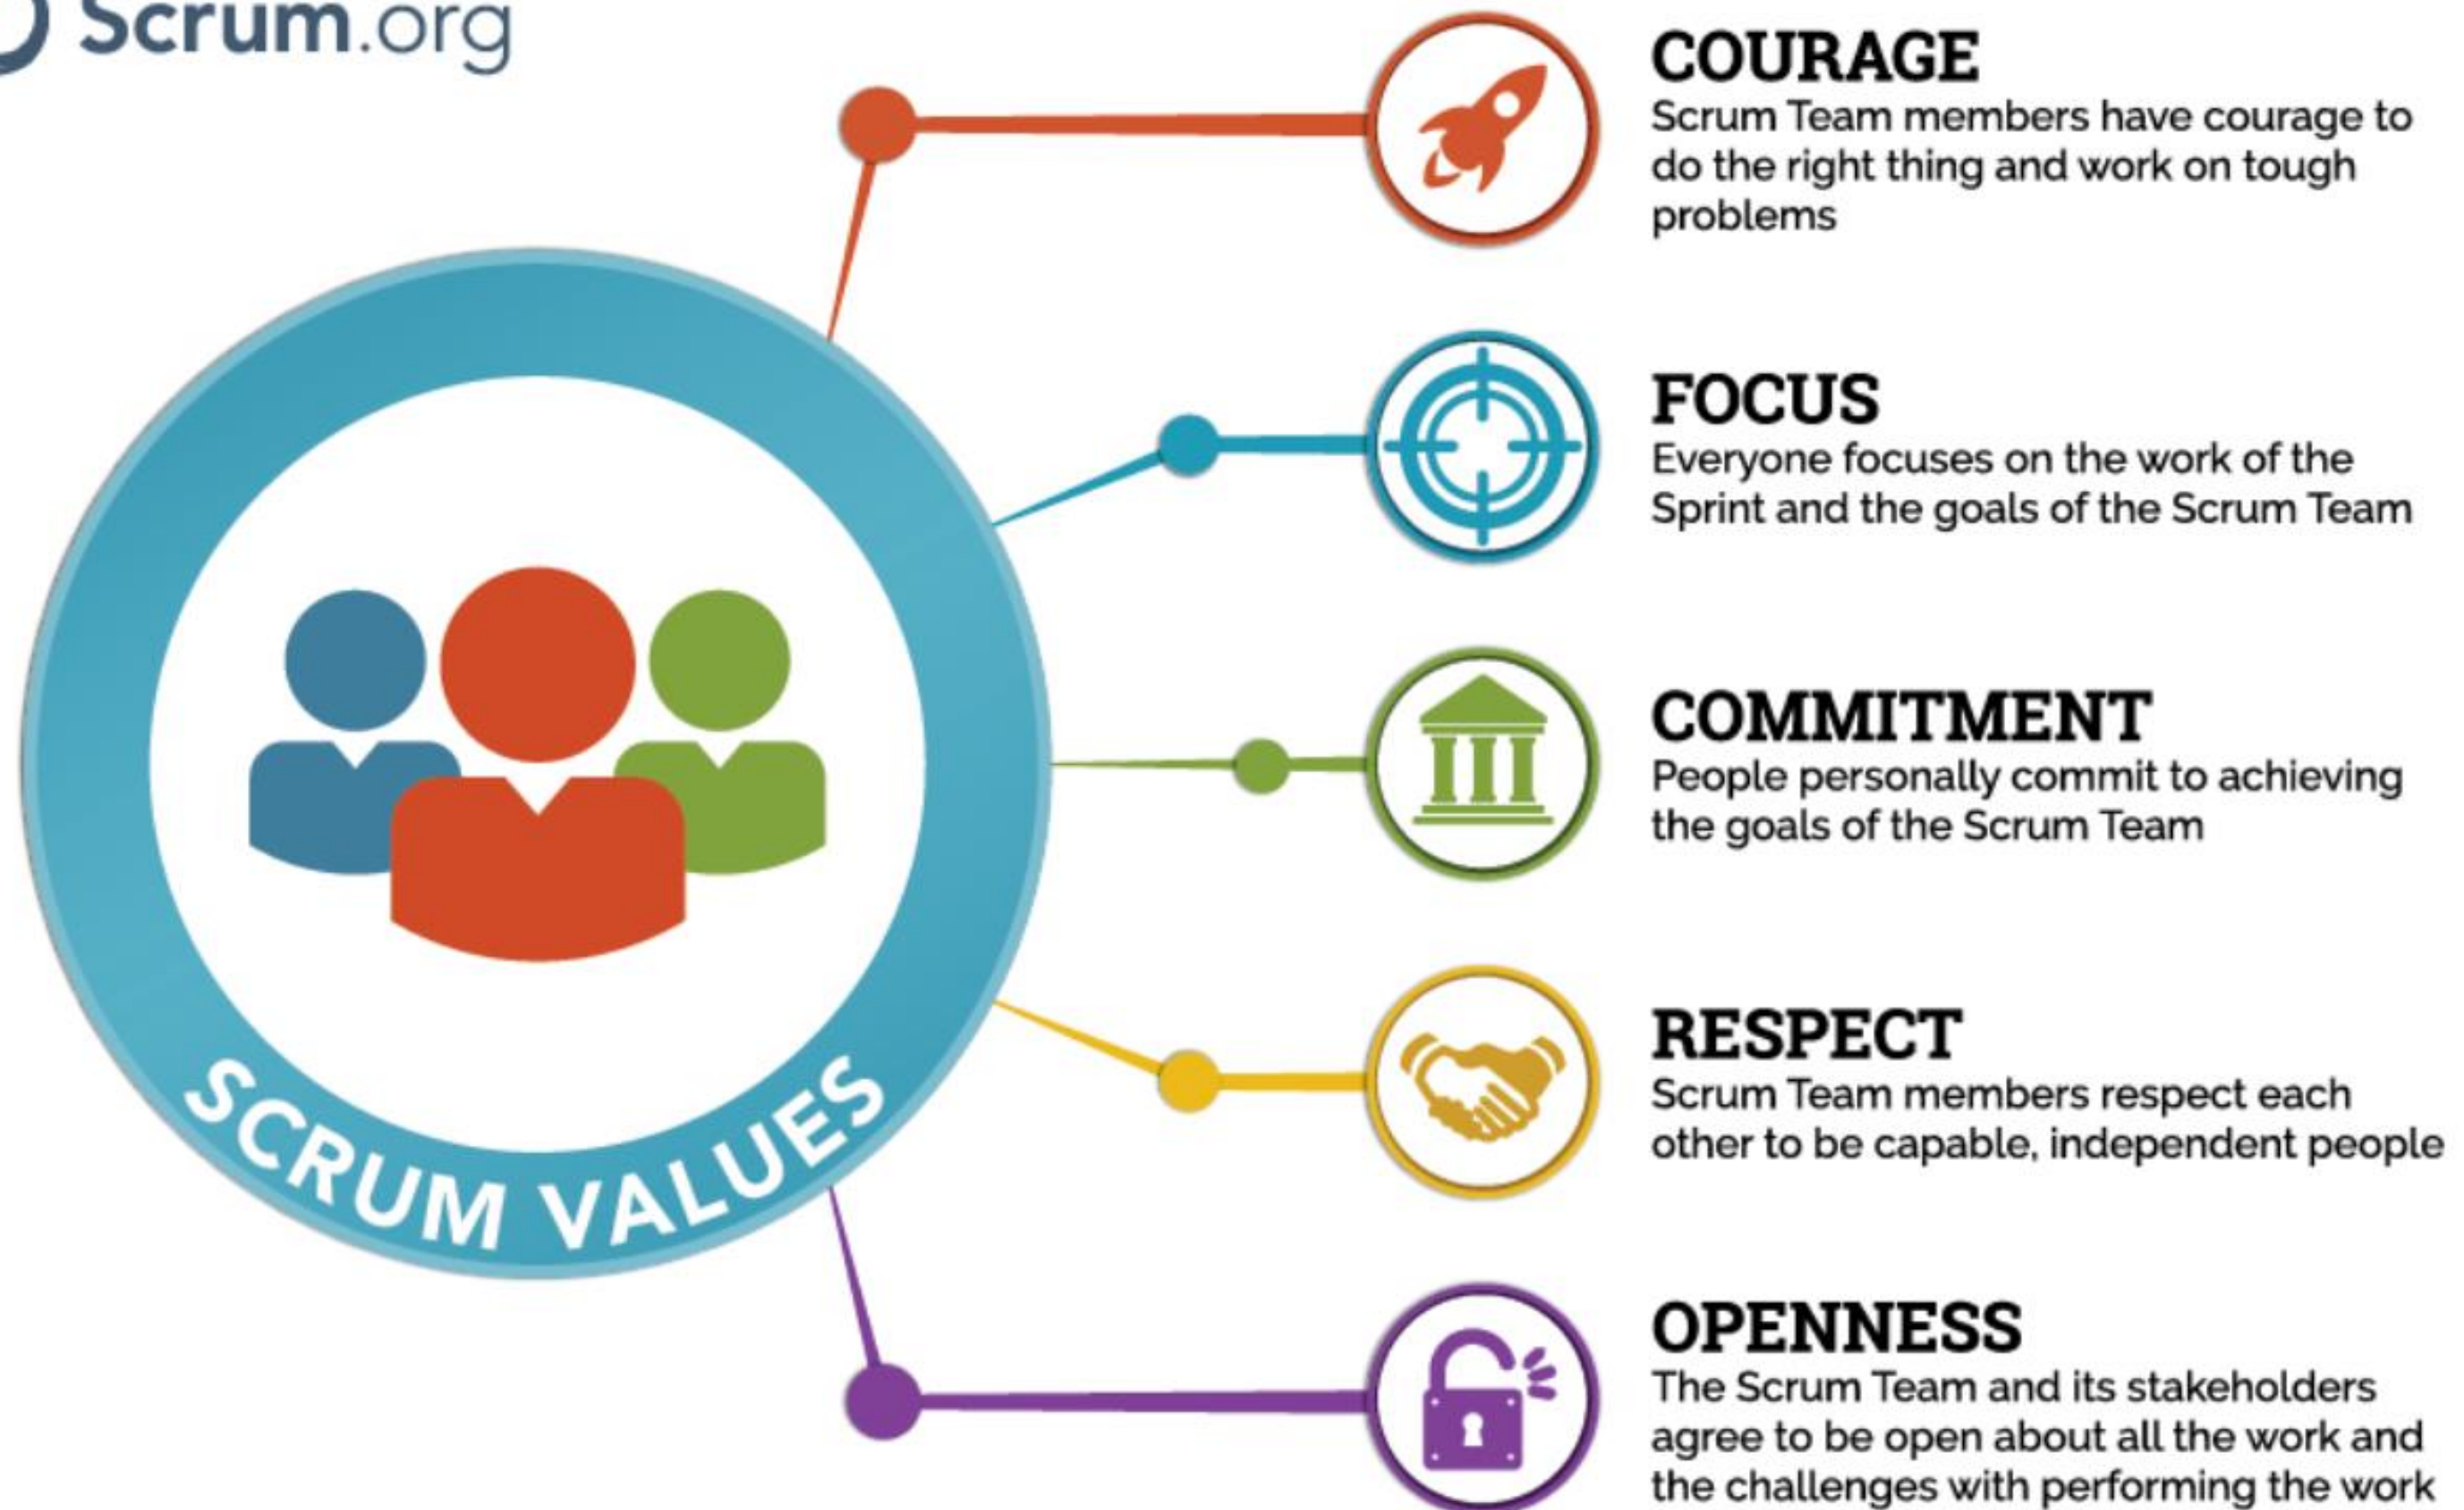 Scrum.org
COURAGE
Scrum Team members have courage to
do the right thing and work on tough
problems
FOCUS
Everyone focuses on the work of the
Sprint and the goals of the Scrum Team
COMMITMENT
People personally commit to achieving
the goals of the Scrum Team
RESPECT
Scrum Team members respect each
other to be capable, independent people
OPENNESS
The Scrum Team and its stakeholders
agree to be open about all the work and
the challenges with performing the work
SCRUM VALUES